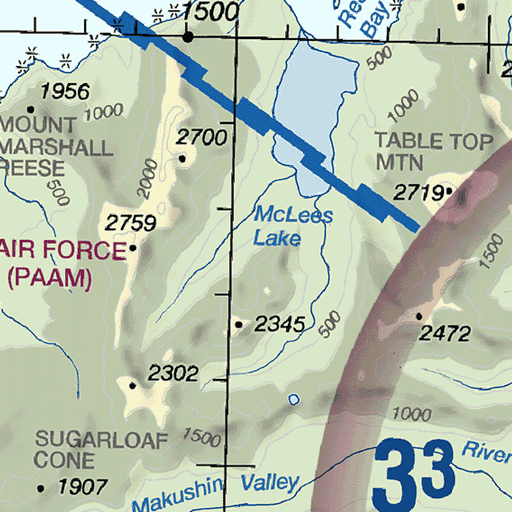 1500
Bay
500
2
1956
1000
1000
MOUNT
MARSHALL
REESE
2700
TABLE TOP
MTN
2719
500
2000
2759
McLees
Lake
AIR FORCE
(PAAM)
1500
2345
500
2472
2302
1000
SUGARLOAF
CONE
1500
1907
Makushin Valley
River
33